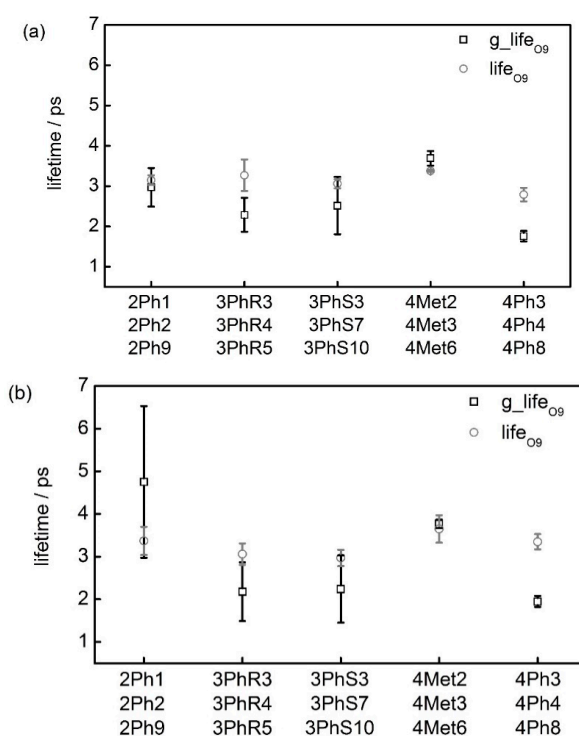 (a)
7
g_lifeO9
lifeO9
6
5
4
3
2
1
lifetime / ps
2Ph1 3PhR3 3PhS3 4Met2 4Ph3
2Ph2 3PhR4 3PhS7 4Met3 4Ph4
2Ph9 3PhR5 3PhS10 4Met6 4Ph8
(b)
7
g_lifeO9
lifeO9
6
5
4
3
2
1
lifetime / ps
2Ph1 3PhR3 3PhS3 4Met2 4Ph3
2Ph2 3PhR4 3PhS7 4Met3 4Ph4
2Ph9 3PhR5 3PhS10 4Met6 4Ph8